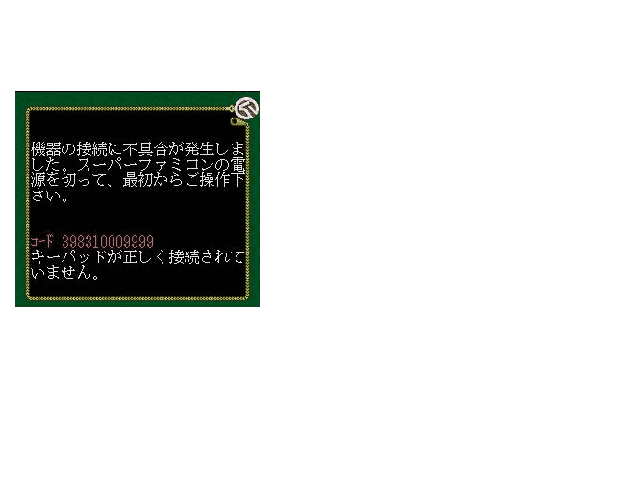 機器の接続に不具合が発生しま
した。スーパーファミコンの電
源を切って、最初からご操作下
さい。
コード 398310009999
キーパッドが正しく接続されて
いません。